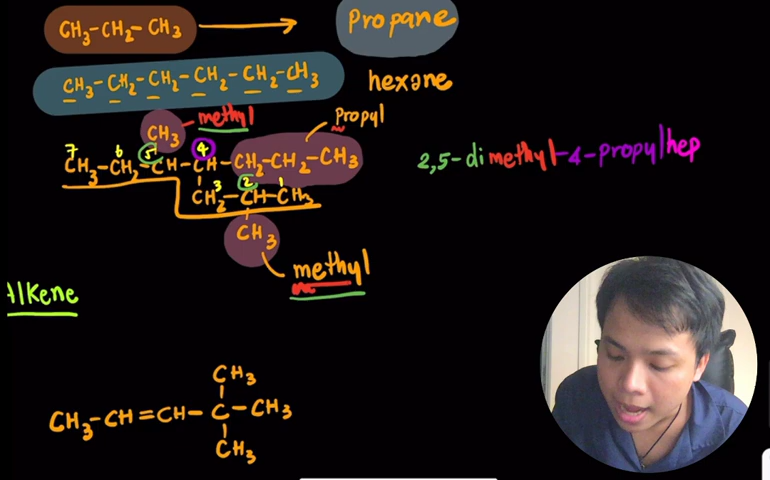 CH₃-CH₂-CH₃ → Propane
CH₃-CH₂-CH₂-CH₂-CH₂-CH₃ hexane
CH₃ methyl Propyl
7 6 5 4
CH₃-CH₂-CH-CH-CH₂-CH₂-CH₃
2,5-dimethyl-4-propylhep
3 2 1
CH₂-CH-CH₃
CH₃
methyl
Alkene
CH₃
CH₃-CH=CH-C-CH₃
CH₃